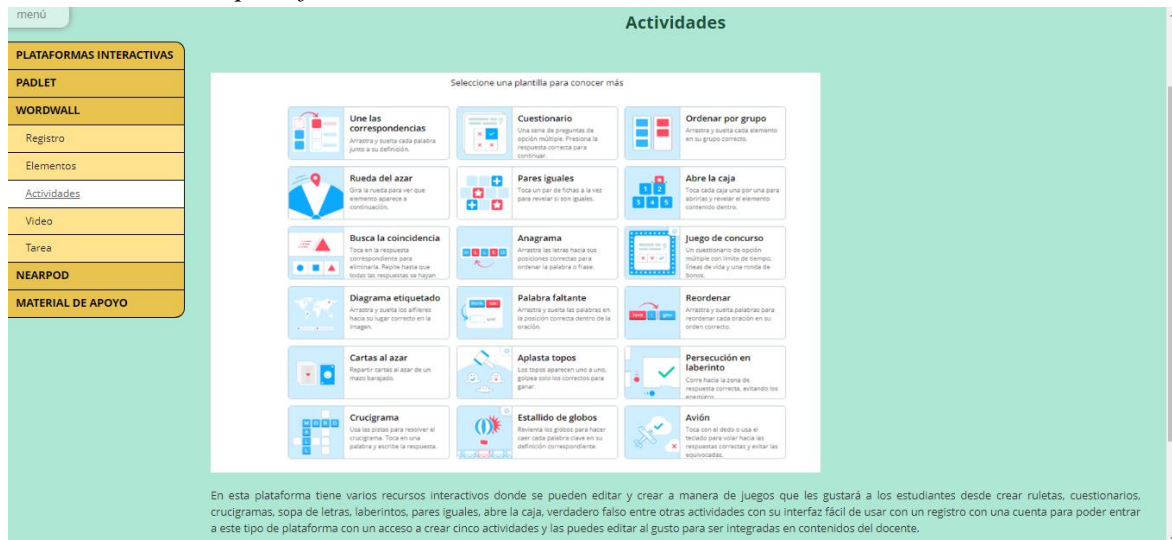 menú
Actividades
PLATAFORMAS INTERACTIVAS
PADLET
WORDWALL
Registro
Elementos
Actividades
Video
Tarea
NEARPOD
MATERIAL DE APOYO
Seleccione una plantilla para conocer más
Une las
correspondencias
Arrastra y suelta cada palabra
junto a su definición.
Cuestionario
Una serie de preguntas de
opción múltiple. Presiona la
respuesta correcta para
continuar.
Ordenar por grupo
Arrastra y suelta cada elemento
en su grupo correcto.
Rueda del azar
Gira la rueda para ver que
elemento aparece a
continuación.
Pares iguales
Toca un par de fichas a la vez
para revelar si son iguales.
Abre la caja
Toca cada caja una por una para
abrirlas y revelar el elemento
contenido dentro.
Busca la coincidencia
Toca en la respuesta
correspondiente para
eliminarla. Repite hasta que
todas las respuestas se hayan
Anagrama
Arrastra las letras hacia sus
posiciones correctas para
ordenar la palabra o frase.
Juego de concurso
Un cuestionario de opción
múltiple con límite de tiempo,
líneas de vida y una ronda de
bonos.
Diagrama etiquetado
Arrastra y suelta los alfileres
hacia su lugar correcto en la
imagen.
Palabra faltante
Arrastra y suelta las palabras en
la posición correcta dentro de la
oración.
Reordenar
Arrastra y suelta palabras para
reordenar cada oración en su
orden correcto.
Cartas al azar
Repartir cartas al azar de un
mazo barajado.
Aplasta topos
Los topos aparecen uno a uno,
golpea solo los correctos para
ganar.
Persecución en
laberinto
Corre hacia la zona de
respuesta correcta, evitando los
enemigos.
Crucigrama
Usa las pistas para resolver el
crucigrama. Toca en una
palabra y escribe la respuesta.
Estallido de globos
Revienta los globos para hacer
caer cada palabra clave en su
definición correspondiente.
Avión
Toca con el dedo o usa el
teclado para volar hacia las
respuestas correctas y evitar las
equivocadas.
En esta plataforma tiene varios recursos interactivos donde se pueden editar y crear a manera de juegos que les gustará a los estudiantes desde crear ruletas, cuestionarios,
crucigramas, sopa de letras, laberintos, pares iguales, abre la caja, verdadero falso entre otras actividades con su interfaz fácil de usar con un registro con una cuenta para poder entrar
a este tipo de plataforma con un acceso a crear cinco actividades y las puedes editar al gusto para ser integradas en contenidos del docente.